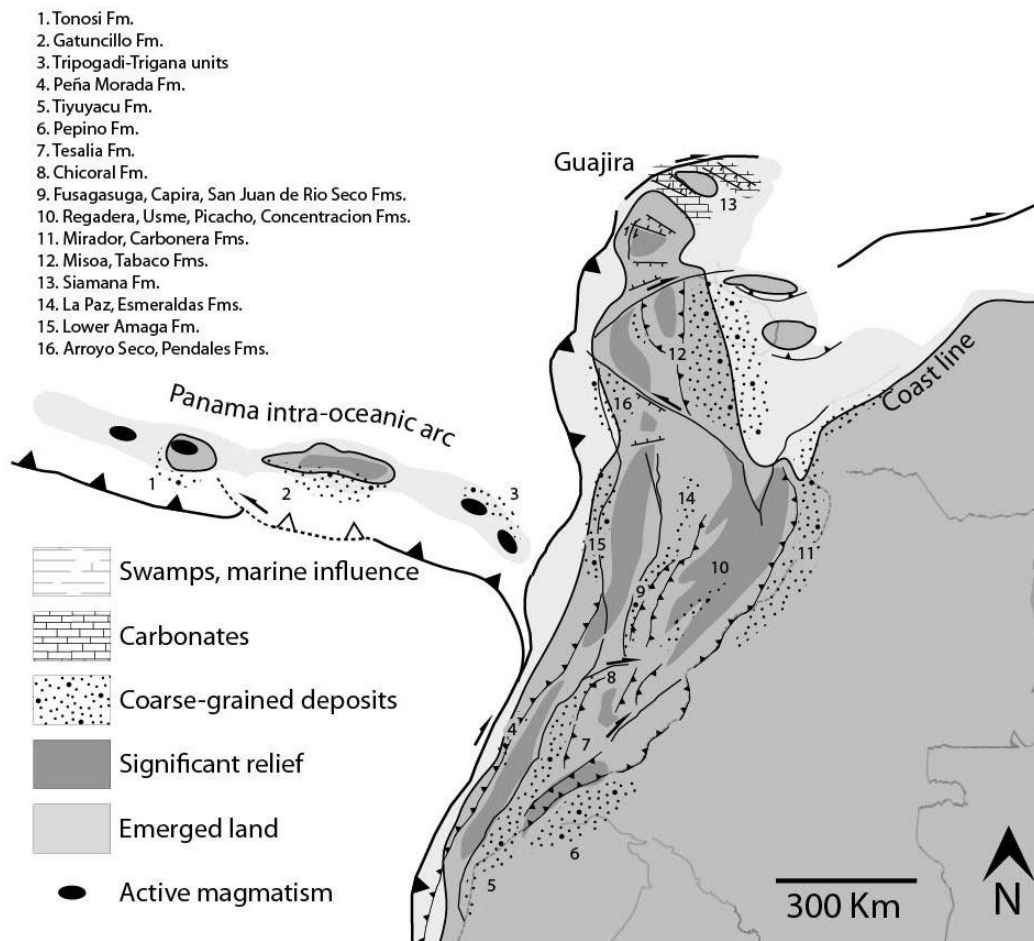 1. Tonosi Fm.
2. Gatuncillo Fm.
3. Tripogadi-Trigana units
4. Peña Morada Fm.
5. Tiyuyacu Fm.
6. Pepino Fm.
7. Tesalia Fm.
8. Chicoral Fm.
9. Fusagasuga, Capira, San Juan de Rio Seco Fms.
10. Regadera, Usme, Picacho, Concentracion Fms.
11. Mirador, Carbonera Fms.
12. Misoa, Tabaco Fms.
13. Siamana Fm.
14. La Paz, Esmeraldas Fms.
15. Lower Amaga Fm.
16. Arroyo Seco, Pendales Fms.
Guajira
13
12
Coast line
16
Panama intra-oceanic arc
1
2
3
14
15
11
10
9
8
4
7
6
5
Swamps, marine influence
Carbonates
Coarse-grained deposits
Significant relief
Emerged land
Active magmatism
300 Km
N